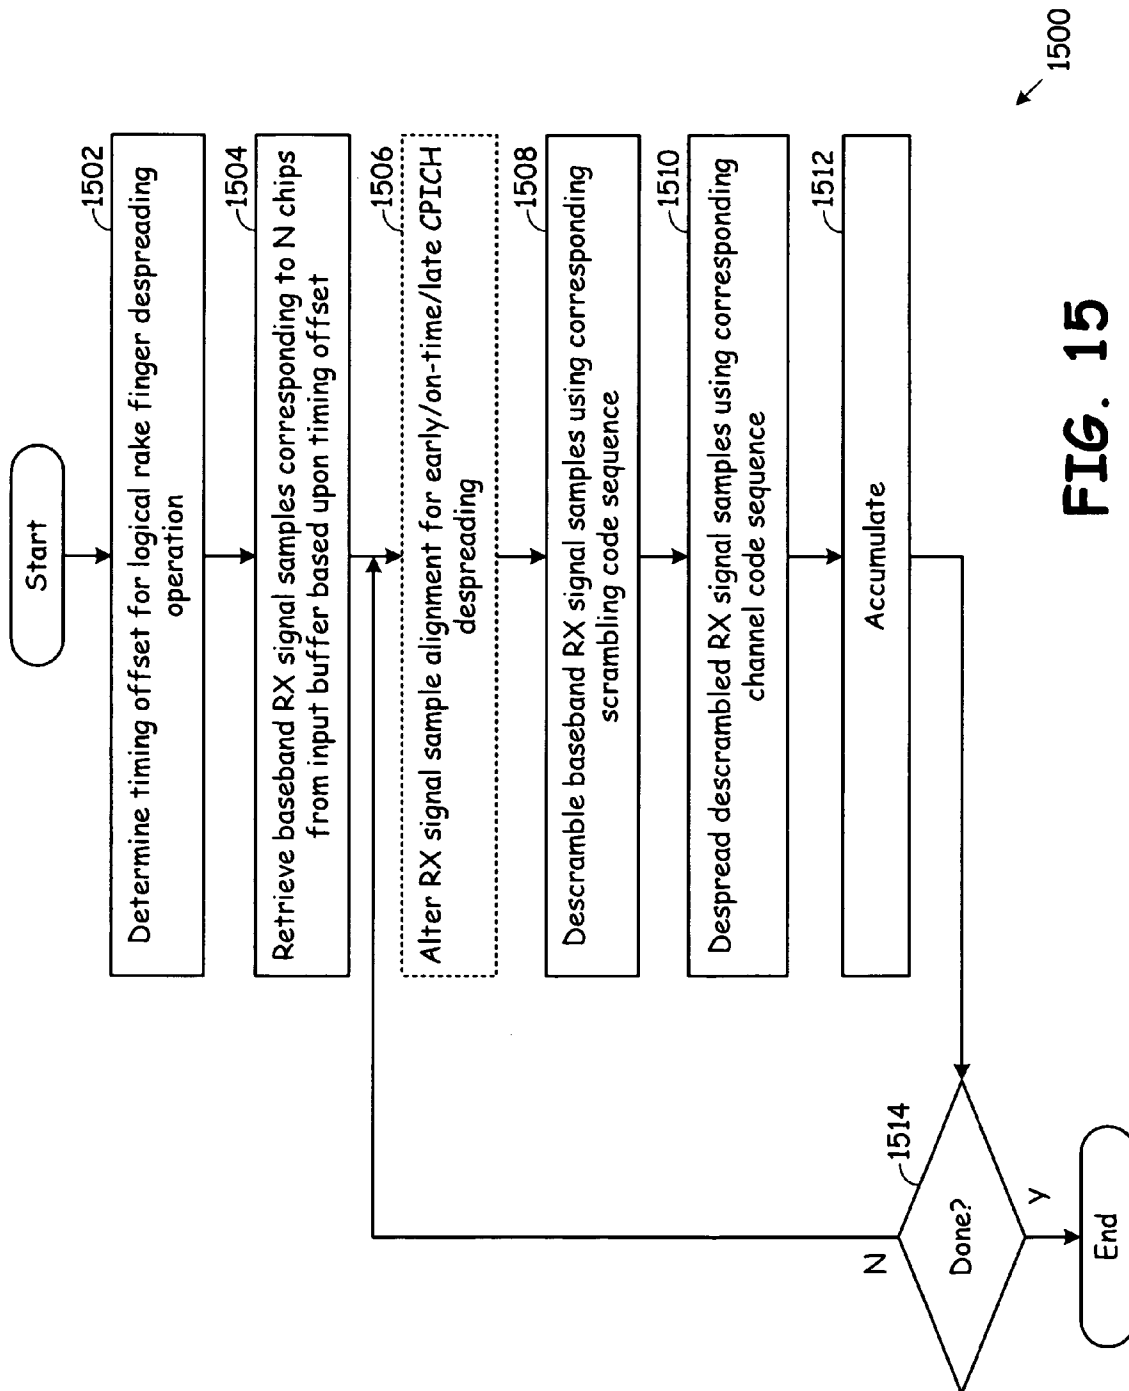 Start
1502
Determine timing offset for logical rake finger despreading
operation
1504
Retrieve baseband RX signal samples corresponding to N chips
from input buffer based upon timing offset
1506
Alter RX signal sample alignment for early/on-time/late CPICH
despreading
1508
Descramble baseband RX signal samples using corresponding
scrambling code sequence
1510
Despread descrambled RX signal samples using corresponding
channel code sequence
1512
Accumulate
1514
Done?
N
Y
End
1500
FIG. 15